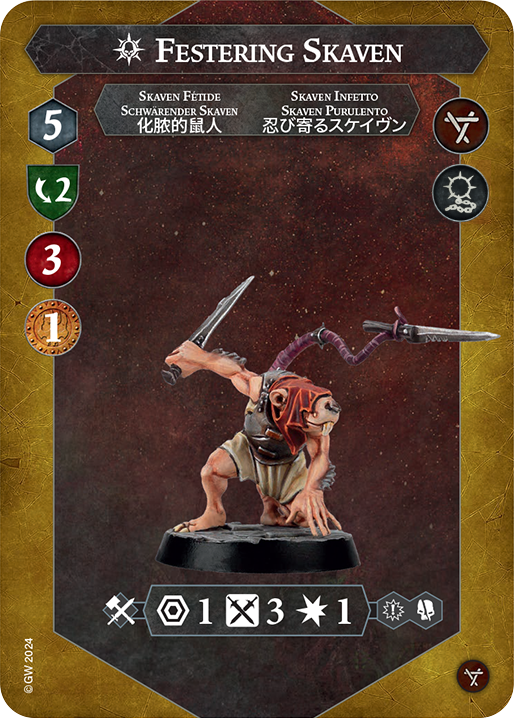 FESTERING SKAVEN
SKAVEN FÉTIDE
SCHWÄRENDER SKAVEN
化脓的鼠人
SKAVEN INFETTO
SKAVEN PURULENTO
忍び寄るスケイヴン
5
2
3
1
1 3 1
©GW 2024